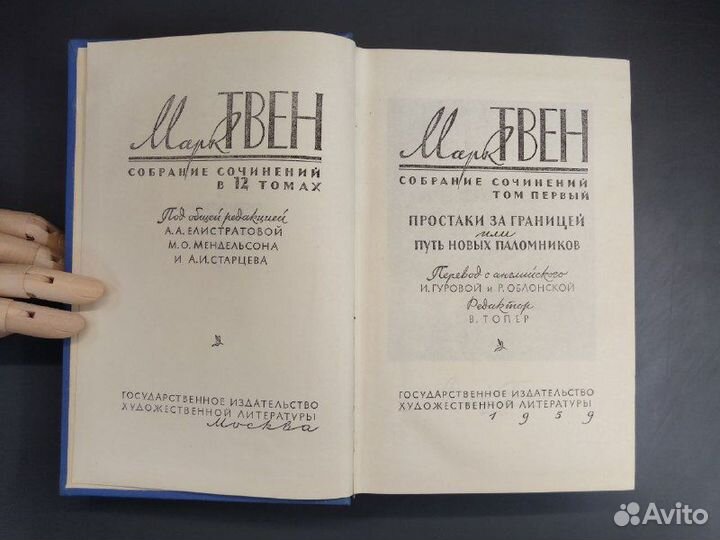 Марк ТВЕН
СОБРАНИЕ СОЧИНЕНИЙ
В 12 ТОМАХ
Под общей редакцией
А.А. ЕЛИСТРАТОВОЙ
М.О. МЕНДЕЛЬСОНА
И А.И. СТАРЦЕВА
ГОСУДАРСТВЕННОЕ ИЗДАТЕЛЬСТВО
ХУДОЖЕСТВЕННОЙ ЛИТЕРАТУРЫ
Москва
Марк ТВЕН
СОБРАНИЕ СОЧИНЕНИЙ
ТОМ ПЕРВЫЙ
ПРОСТАКИ ЗА ГРАНИЦЕЙ
или
ПУТЬ НОВЫХ ПАЛОМНИКОВ
Перевод с английского
И. ГУРОВОЙ и Р. ОБЛОНСКОЙ
Редактор
В. ТОПЕР
ГОСУДАРСТВЕННОЕ ИЗДАТЕЛЬСТВО
ХУДОЖЕСТВЕННОЙ ЛИТЕРАТУРЫ
1959
Avito